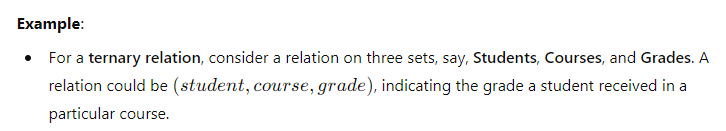 Example:
• For a ternary relation, consider a relation on three sets, say, Students, Courses, and Grades. A
relation could be (student, course, grade), indicating the grade a student received in a
particular course.